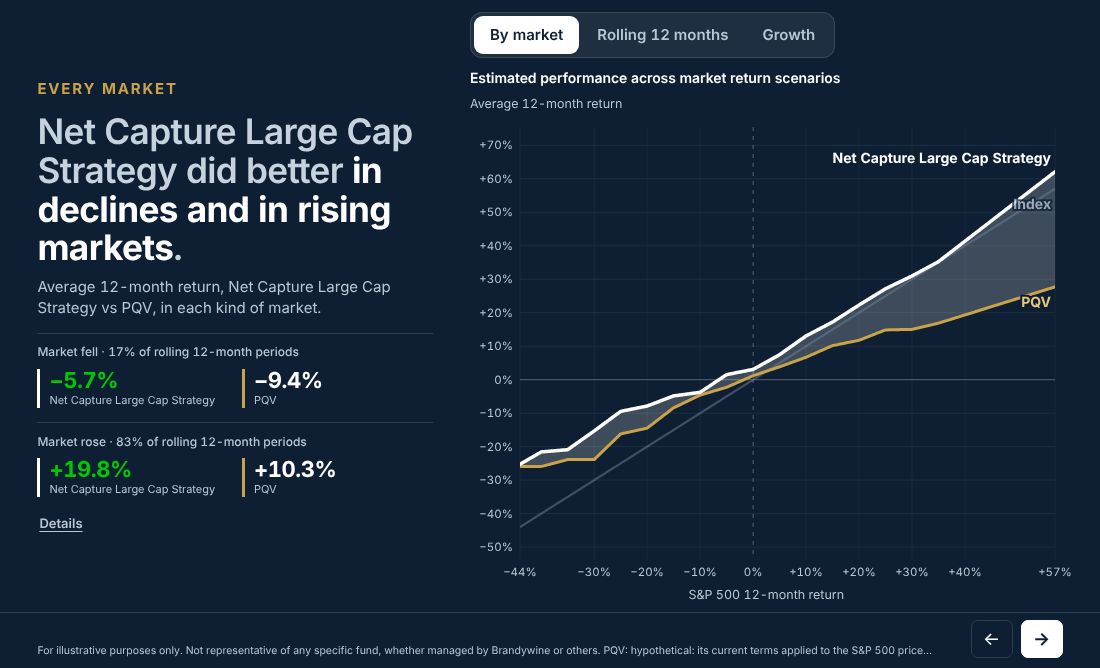 By market
Rolling 12 months
Growth
EVERY MARKET
Net Capture Large Cap
Strategy did better in
declines and in rising
markets.
Average 12-month return, Net Capture Large Cap
Strategy vs PQV, in each kind of market.
Market fell · 17% of rolling 12-month periods
−5.7%
Net Capture Large Cap Strategy
−9.4%
PQV
Market rose · 83% of rolling 12-month periods
+19.8%
Net Capture Large Cap Strategy
+10.3%
PQV
Details
Estimated performance across market return scenarios
Average 12-month return
+70%
+60%
+50%
+40%
+30%
+20%
+10%
0%
−10%
−20%
−30%
−40%
−50%
Net Capture Large Cap Strategy
Index
PQV
−44%
−30%
−20%
−10%
0%
+10%
+20%
+30%
+40%
+57%
S&P 500 12-month return
For illustrative purposes only. Not representative of any specific fund, whether managed by Brandywine or others. PQV: hypothetical: its current terms applied to the S&P 500 price…